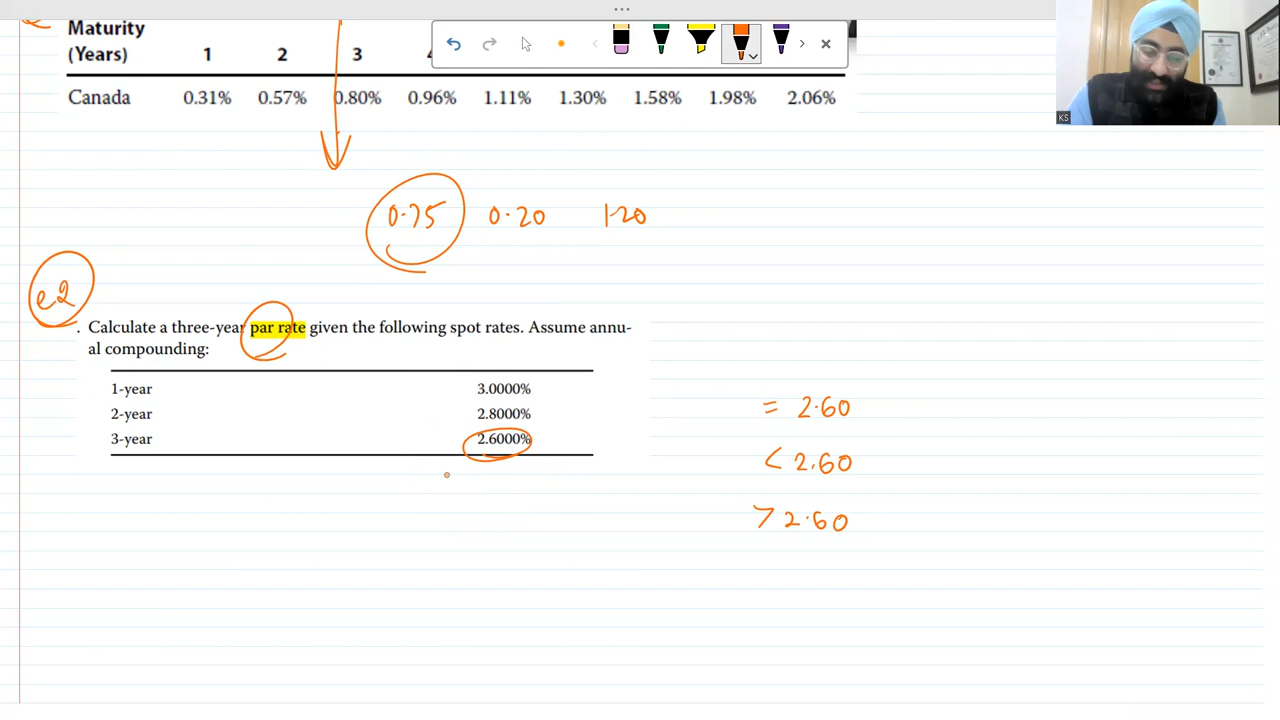 Maturity
(Years) 1 2 3
Canada 0.31% 0.57% 0.80% 0.96% 1.11% 1.30% 1.58% 1.98% 2.06%
0.75 0.20 1.20
e2
. Calculate a three-year par rate given the following spot rates. Assume annu-
al compounding:
1-year 3.0000%
2-year 2.8000%
3-year 2.6000%
= 2.60
< 2.60
> 2.60
KS